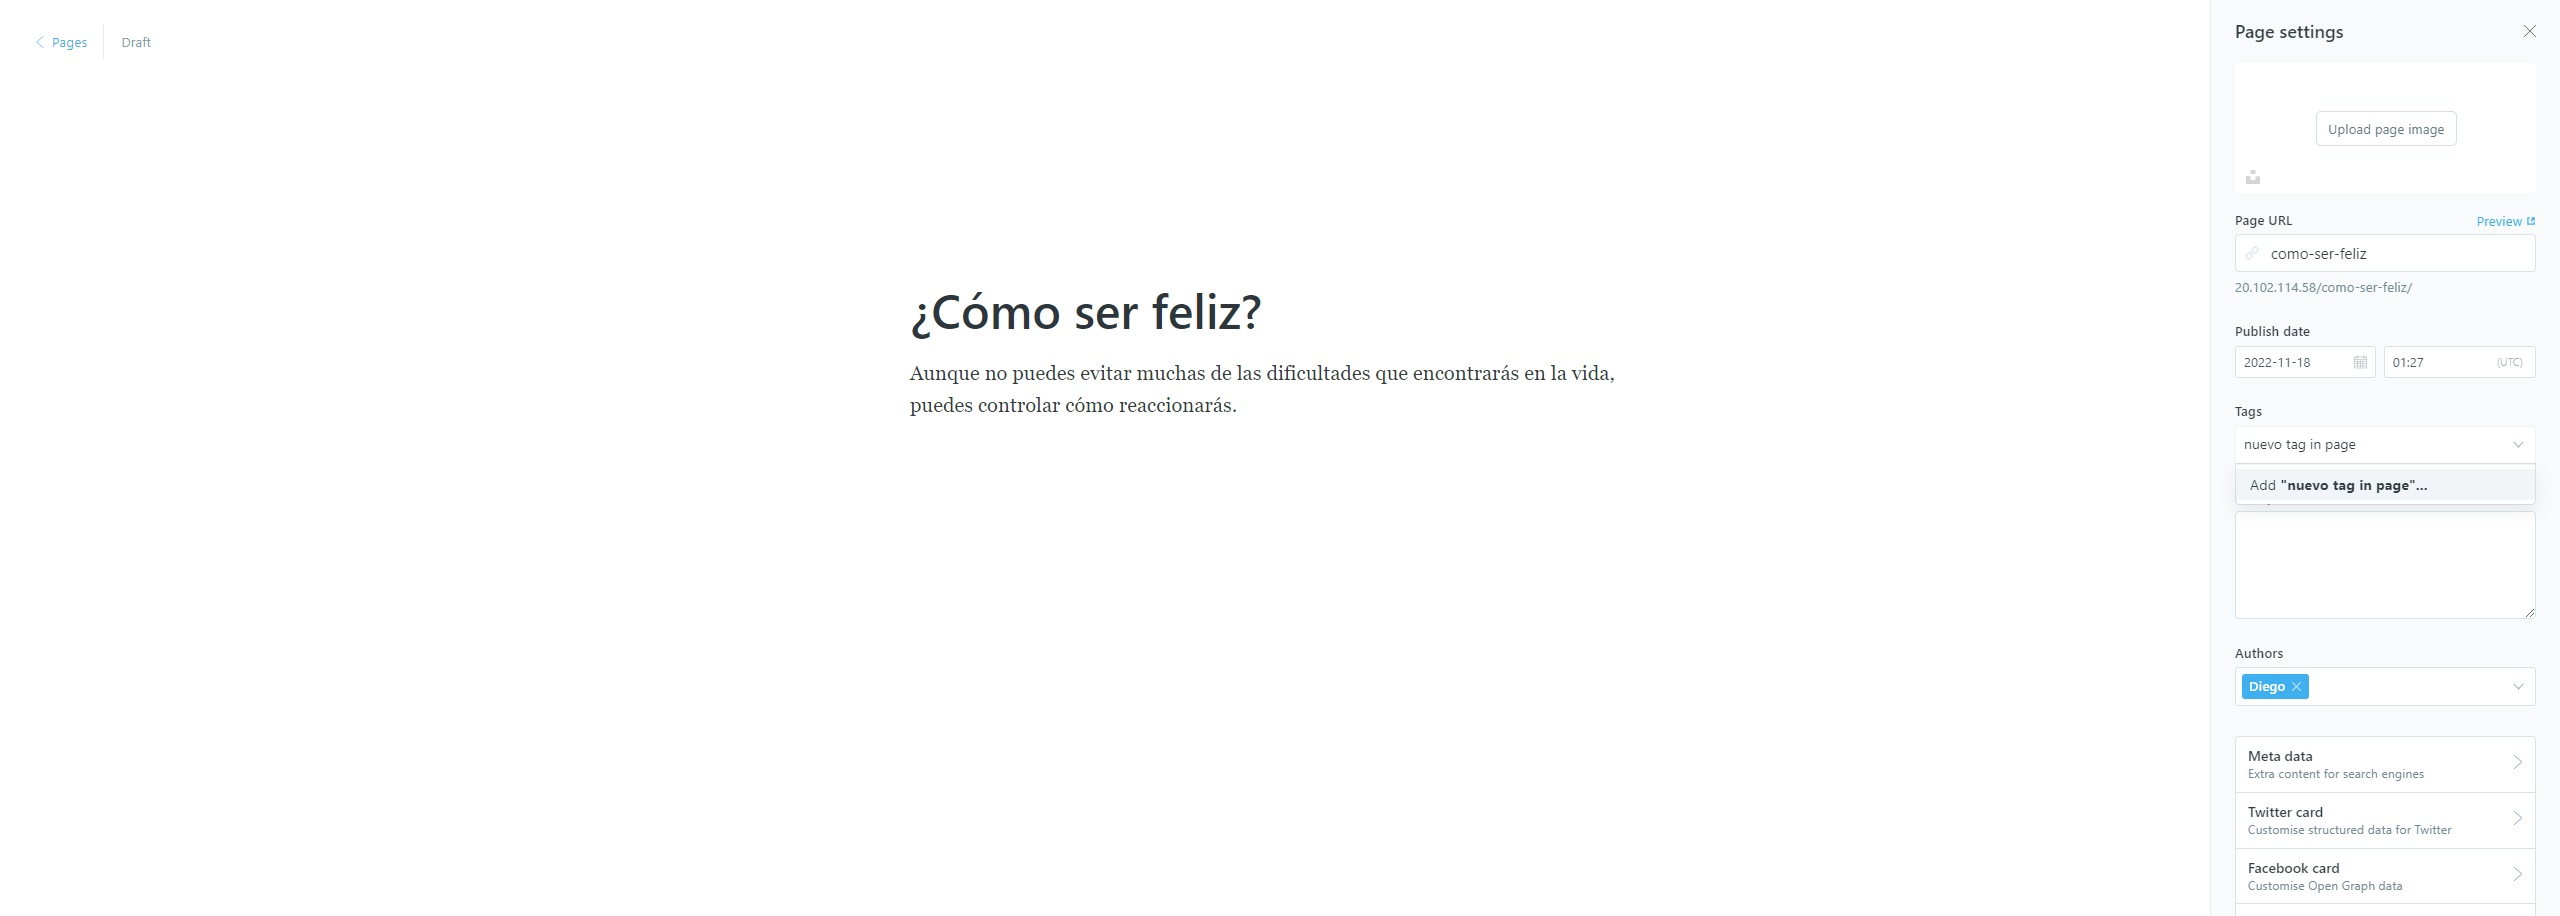 Pages
Draft
¿Cómo ser feliz?
Aunque no puedes evitar muchas de las dificultades que encontrarás en la vida,
puedes controlar cómo reaccionarás.
Page settings
Upload page image
Page URL
Preview
como-ser-feliz
20.102.114.58/como-ser-feliz/
Publish date
2022-11-18
01:27
(UTC)
Tags
nuevo tag in page
Add "nuevo tag in page"...
Authors
Diego
Meta data
Extra content for search engines
Twitter card
Customise structured data for Twitter
Facebook card
Customise Open Graph data